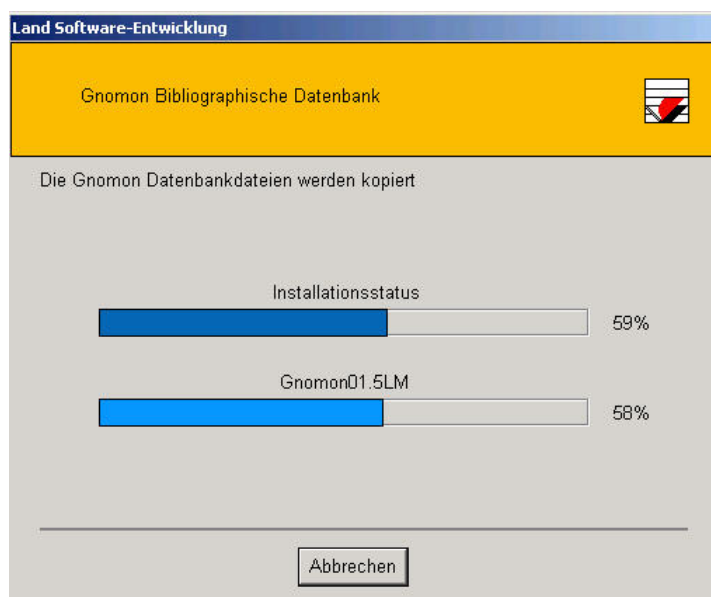 Land Software-Entwicklung
Gnomon Bibliographische Datenbank
Die Gnomon Datenbankdateien werden kopiert
Installationsstatus
59%
Gnomon01.5LM
58%
Abbrechen